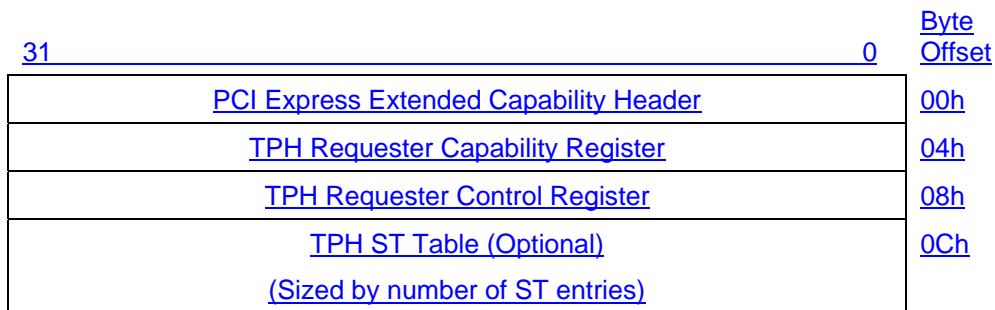 Byte
31 0 Offset
PCI Express Extended Capability Header 00h
TPH Requester Capability Register 04h
TPH Requester Control Register 08h
TPH ST Table (Optional) 0Ch
(Sized by number of ST entries)